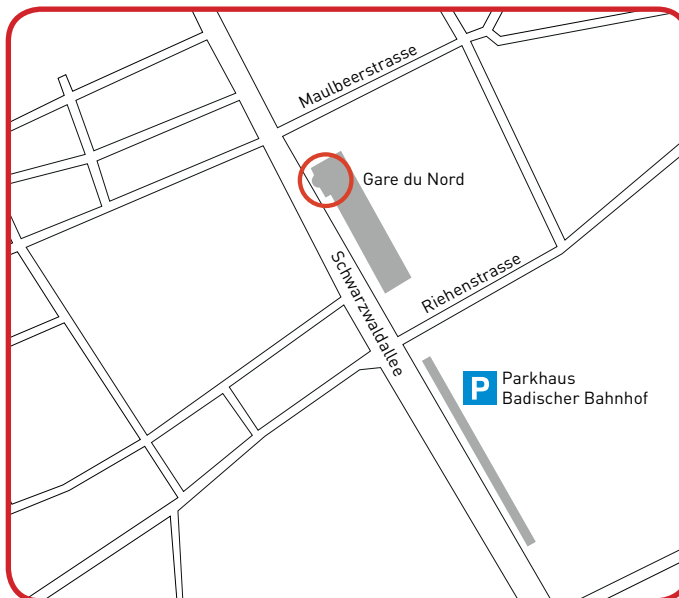 Maulbeerstrasse
Gare du Nord
Schwarzwaldallee
Riehenstrasse
P
Parkhaus
Badischer Bahnhof